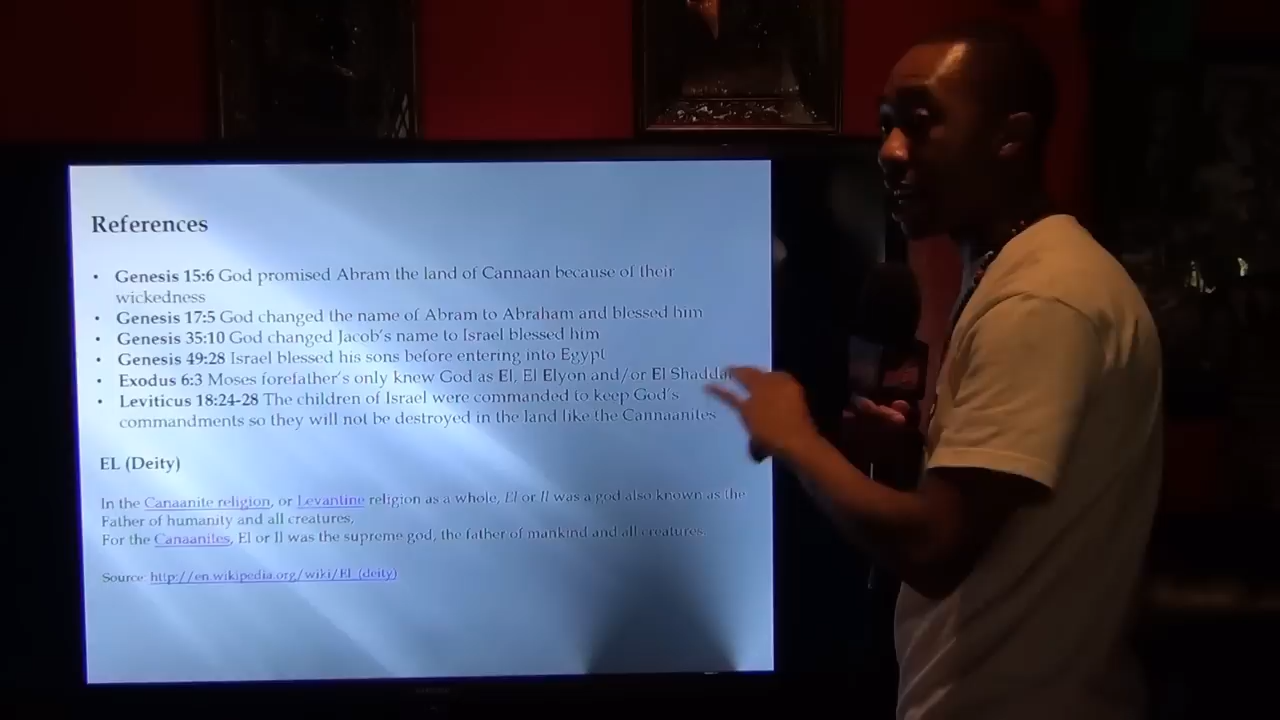 References
• Genesis 15:6 God promised Abram the land of Cannaan because of their
wickedness
• Genesis 17:5 God changed the name of Abram to Abraham and blessed him
• Genesis 35:10 God changed Jacob's name to Israel blessed him
• Genesis 49:28 Israel blessed his sons before entering into Egypt
• Exodus 6:3 Moses forefather's only knew God as El, El Elyon and/or El
• Leviticus 18:24-28 The children of Israel were commanded to keep God's
commandments so they will not be destroyed in the land like the Cannaanites
EL (Deity)
In the Canaanite religion, or Levantine religion as a whole, El or Il was a god also known as the
Father of humanity and all creatures,
For the Canaanites, El or Il was the supreme god, the father of mankind and all creatures.
Source: http://en.wikipedia.org/wiki/El_(deity)